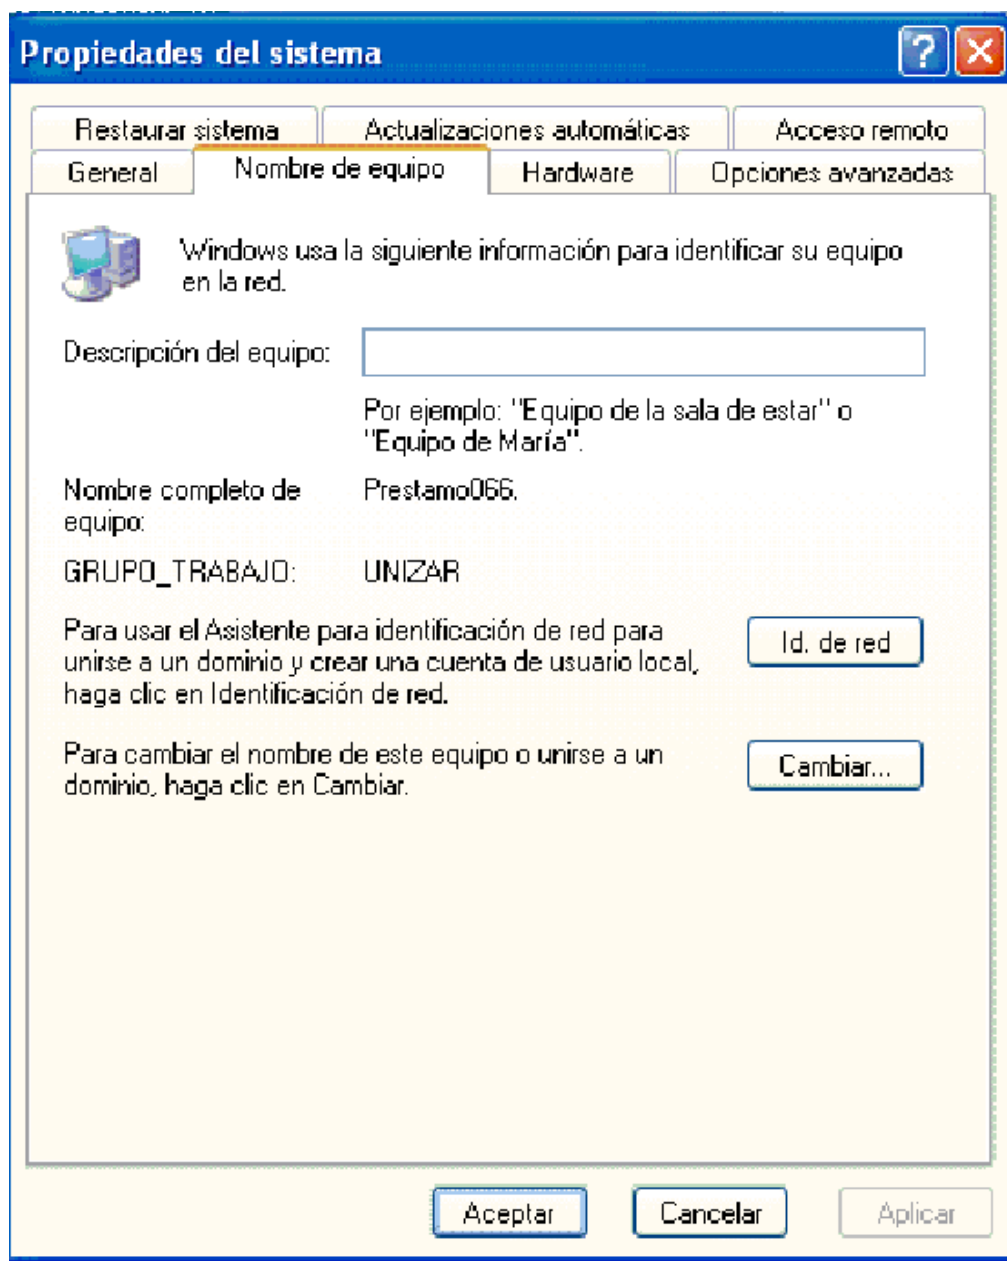 Propiedades del sistema
Restaurar sistema Actualizaciones automáticas Acceso remoto
General Nombre de equipo Hardware Opciones avanzadas
Windows usa la siguiente información para identificar su equipo
en la red.
Descripción del equipo:
Por ejemplo: "Equipo de la sala de estar" o
"Equipo de María".
Nombre completo de Prestamo066.
equipo:
GRUPO_TRABAJO: UNIZAR
Para usar el Asistente para identificación de red para
unirse a un dominio y crear una cuenta de usuario local,
haga clic en Identificación de red.
Id. de red
Para cambiar el nombre de este equipo o unirse a un
dominio, haga clic en Cambiar.
Cambiar...
Aceptar Cancelar Aplicar